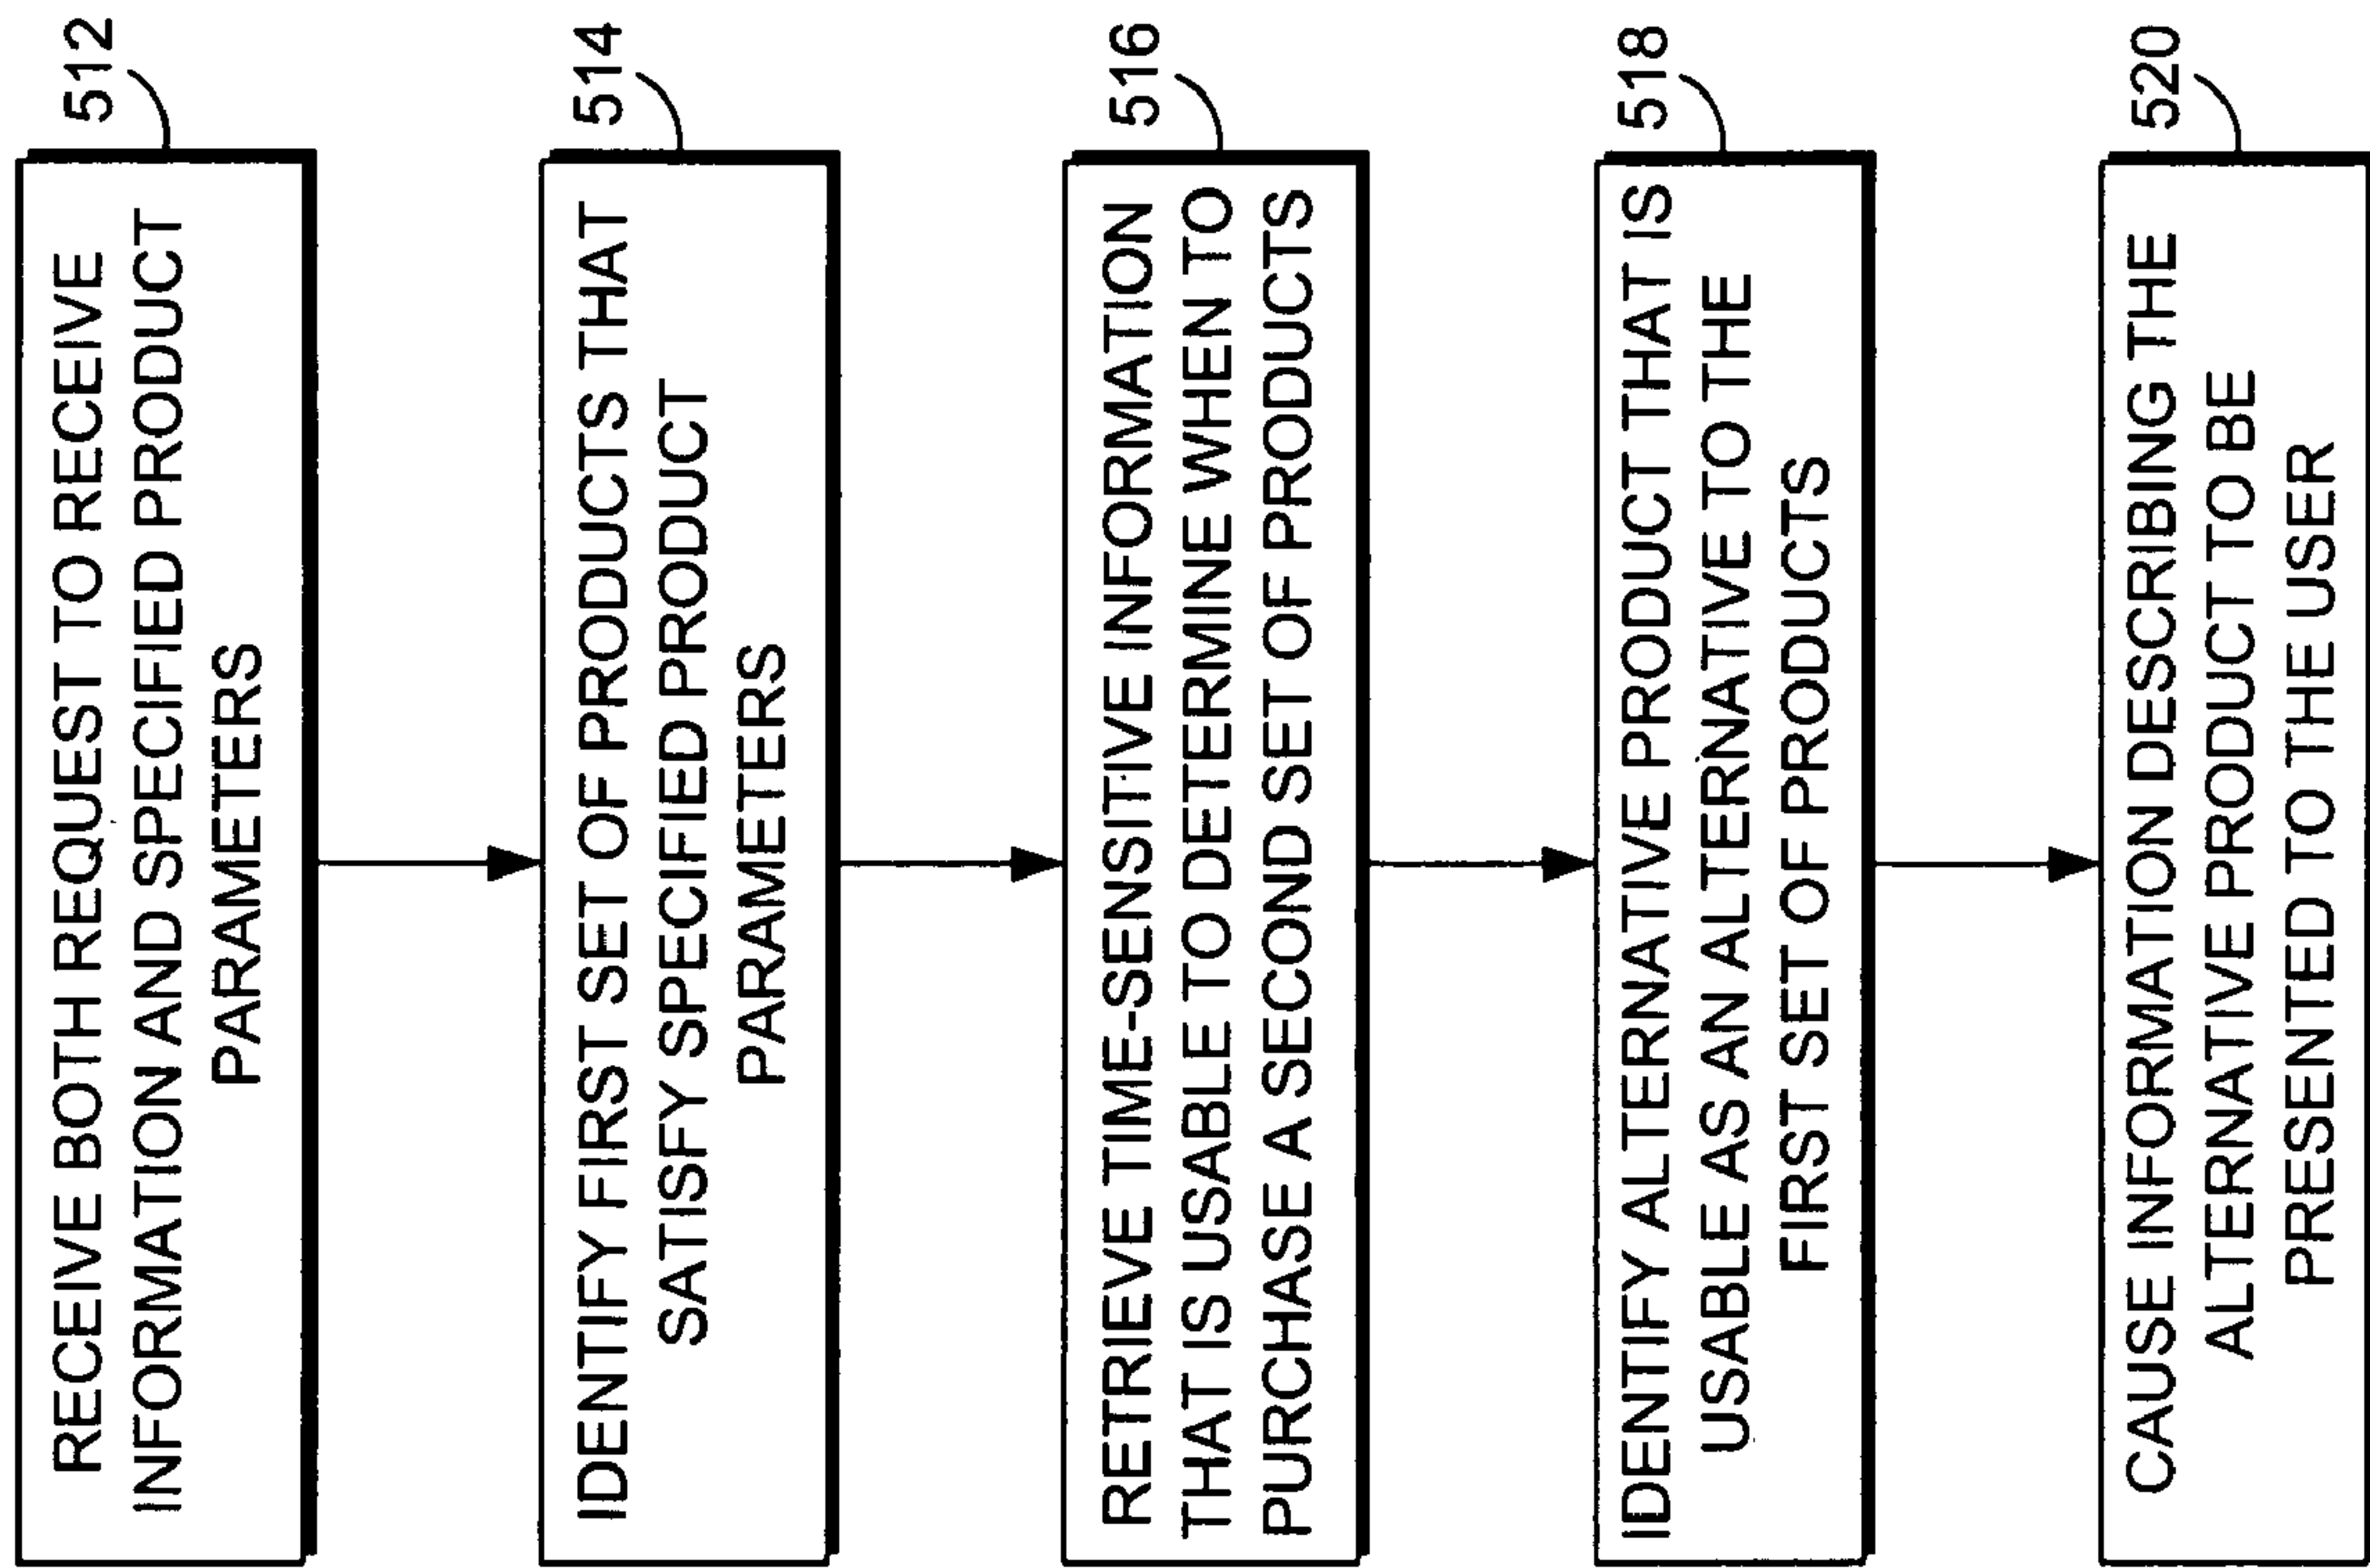 512
RECEIVE BOTH REQUEST TO RECEIVE
INFORMATION AND SPECIFIED PRODUCT
PARAMETERS
514
IDENTIFY FIRST SET OF PRODUCTS THAT
SATISFY SPECIFIED PRODUCT
PARAMETERS
516
RETRIEVE TIME-SENSITIVE INFORMATION
THAT IS USABLE TO DETERMINE WHEN TO
PURCHASE A SECOND SET OF PRODUCTS
518
IDENTIFY ALTERNATIVE PRODUCT THAT IS
USABLE AS AN ALTERNATIVE TO THE
FIRST SET OF PRODUCTS
520
CAUSE INFORMATION DESCRIBING THE
ALTERNATIVE PRODUCT TO BE
PRESENTED TO THE USER